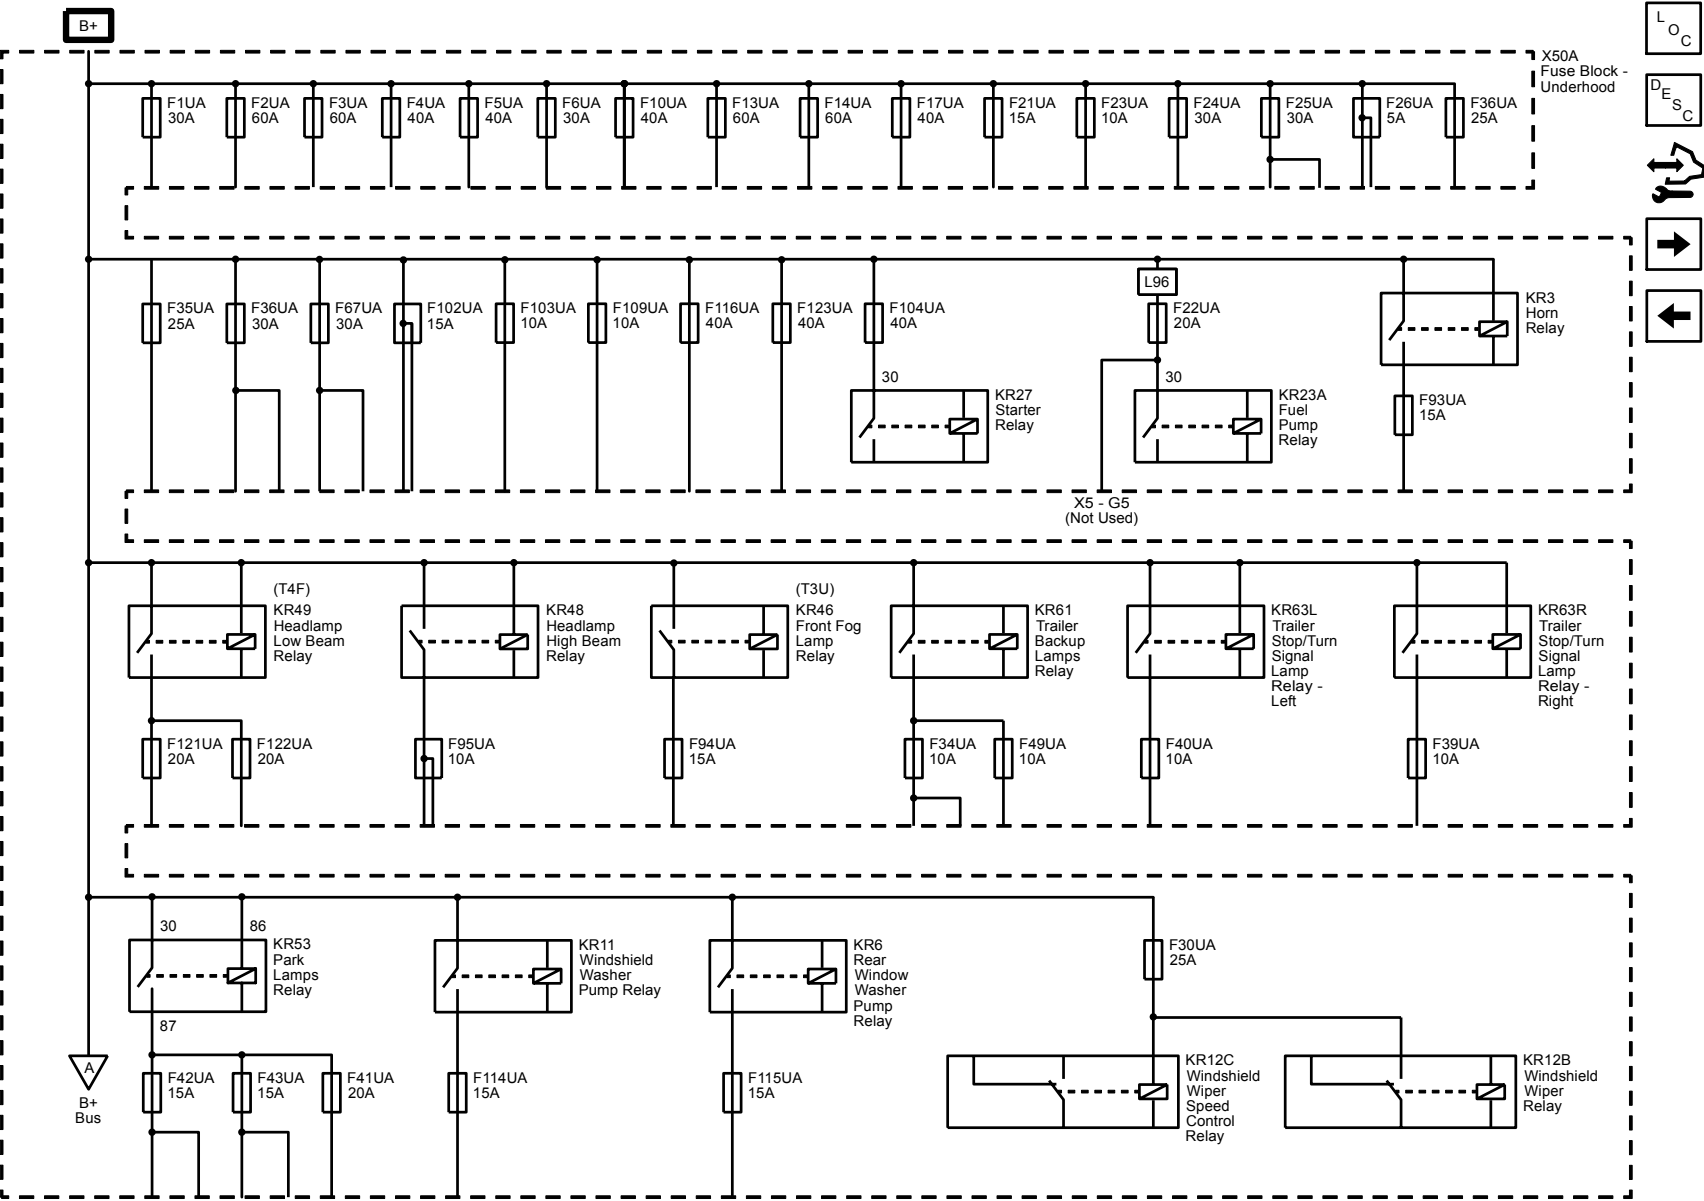 B+
L
O
C
X50A
Fuse Block -
Underhood
D
E
S
C
F1UA
30A
F2UA
60A
F3UA
60A
F4UA
40A
F5UA
40A
F6UA
30A
F10UA
40A
F13UA
60A
F14UA
60A
F17UA
40A
F21UA
15A
F23UA
10A
F24UA
30A
F25UA
30A
F26UA
5A
F36UA
25A
L96
F35UA
25A
F36UA
30A
F67UA
30A
F102UA
15A
F103UA
10A
F109UA
10A
F116UA
40A
F123UA
40A
F104UA
40A
F22UA
20A
KR3
Horn
Relay
30
KR27
Starter
Relay
30
KR23A
Fuel
Pump
Relay
F93UA
15A
X5 - G5
(Not Used)
(T4F)
KR49
Headlamp
Low Beam
Relay
KR48
Headlamp
High Beam
Relay
(T3U)
KR46
Front Fog
Lamp
Relay
KR61
Trailer
Backup
Lamps
Relay
KR63L
Trailer
Stop/Turn
Signal
Lamp
Relay -
Left
KR63R
Trailer
Stop/Turn
Signal
Lamp
Relay -
Right
F121UA
20A
F122UA
20A
F95UA
10A
F94UA
15A
F34UA
10A
F49UA
10A
F40UA
10A
F39UA
10A
30
86
KR53
Park
Lamps
Relay
87
KR11
Windshield
Washer
Pump Relay
KR6
Rear
Window
Washer
Pump
Relay
F30UA
25A
A
B+
Bus
F42UA
15A
F43UA
15A
F41UA
20A
F114UA
15A
F115UA
15A
KR12C
Windshield
Wiper
Speed
Control
Relay
KR12B
Windshield
Wiper
Relay